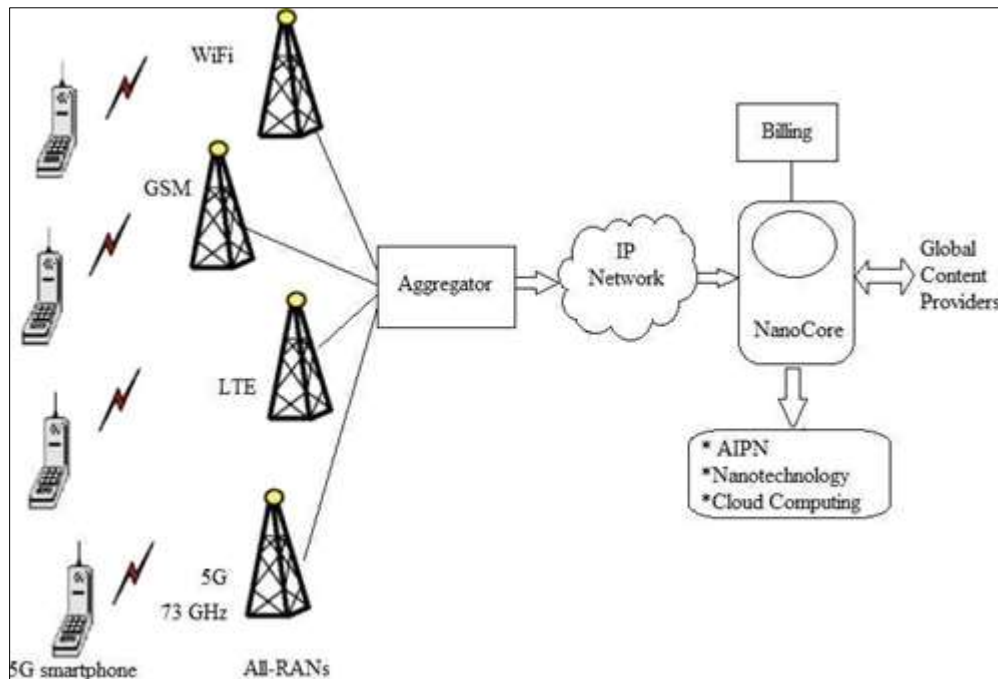 WiFi
GSM
LTE
5G
73 GHz
5G smartphone
All-RANs
Aggregator
IP
Network
Billing
NanoCore
Global
Content
Providers
* AIPN
*Nanotechnology
*Cloud Computing